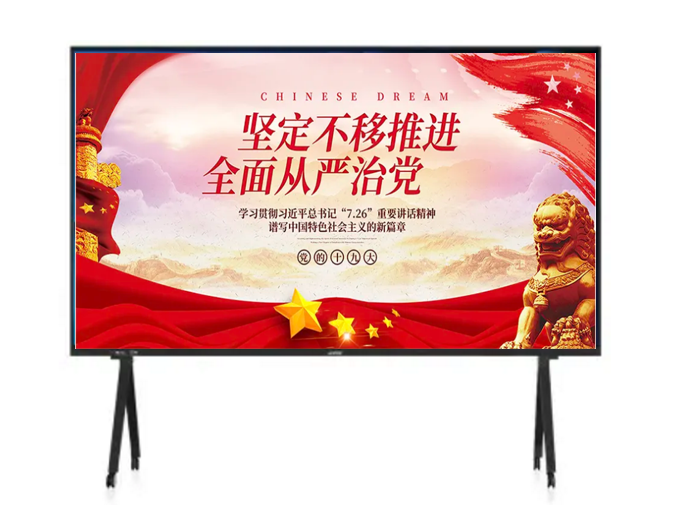 CHINESE DREAM
坚定不移推进
全面从严治党
学习贯彻习近平总书记“7.26”重要讲话精神
谱写中国特色社会主义的新篇章
党的十九大